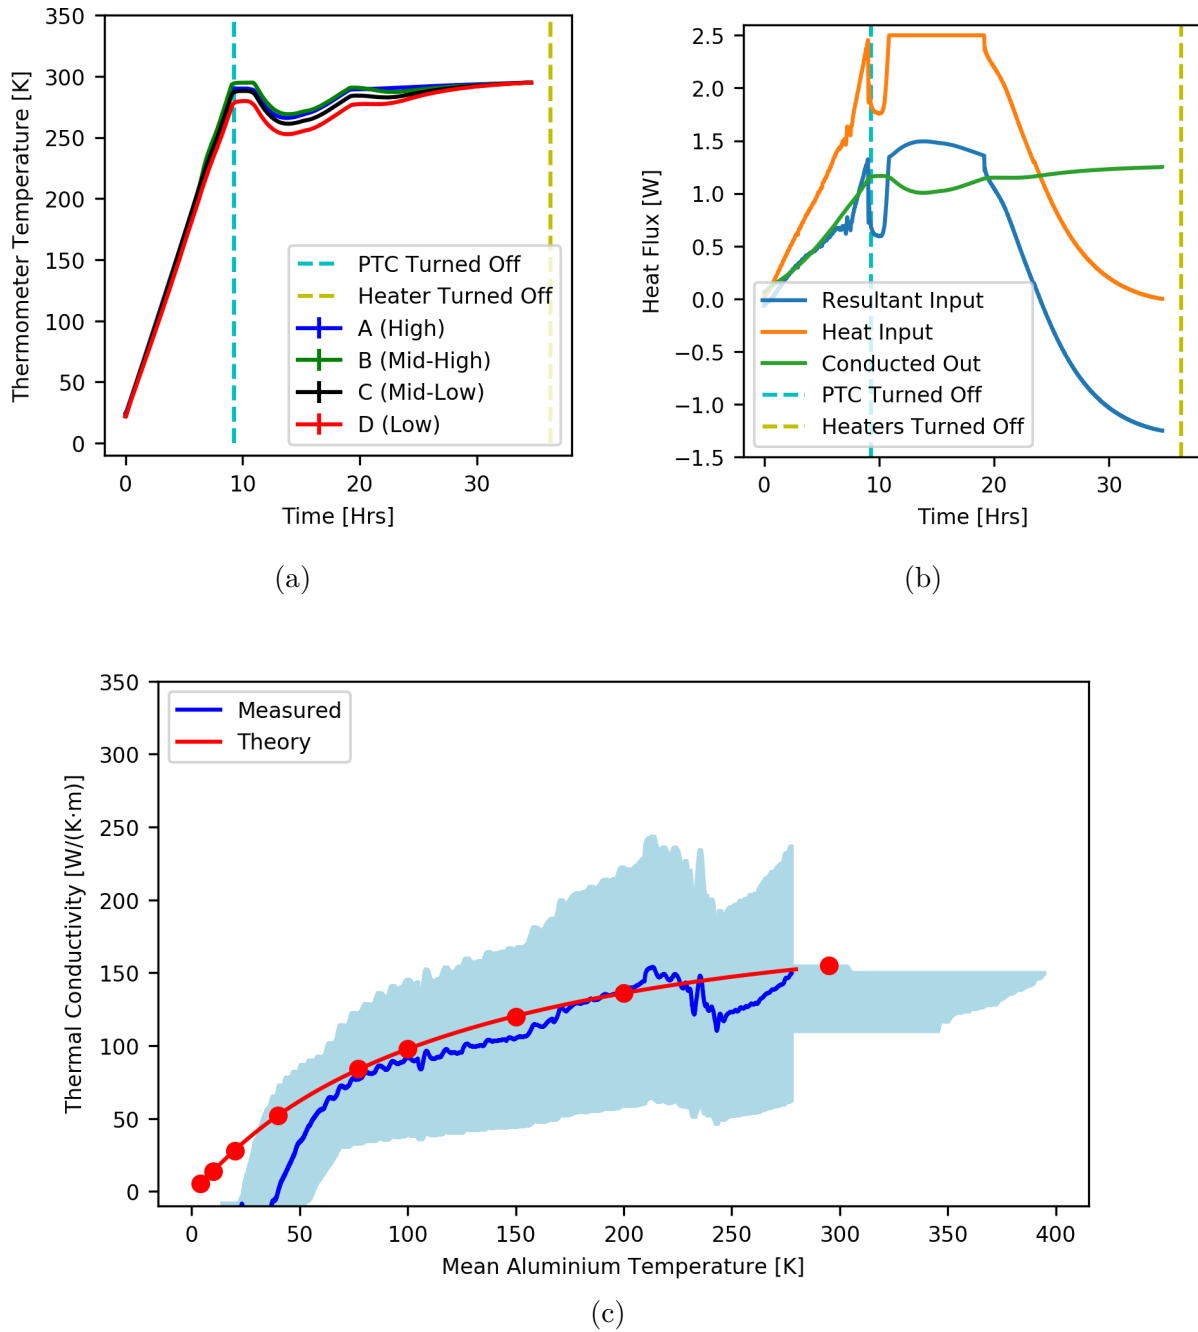 350
300
250
200
150
100
50
0
Thermometer Temperature [K]
PTC Turned Off
Heater Turned Off
A (High)
B (Mid-High)
C (Mid-Low)
D (Low)
0 10 20 30
Time [Hrs]
(a)
2.5
2.0
1.5
1.0
0.5
0.0
−0.5
−1.0
−1.5
Heat Flux [W]
Resultant Input
Heat Input
Conducted Out
PTC Turned Off
Heaters Turned Off
0 10 20 30
Time [Hrs]
(b)
350
300
250
200
150
100
50
0
Thermal Conductivity [W/(K·m)]
Measured
Theory
0 50 100 150 200 250 300 350 400
Mean Aluminium Temperature [K]
(c)